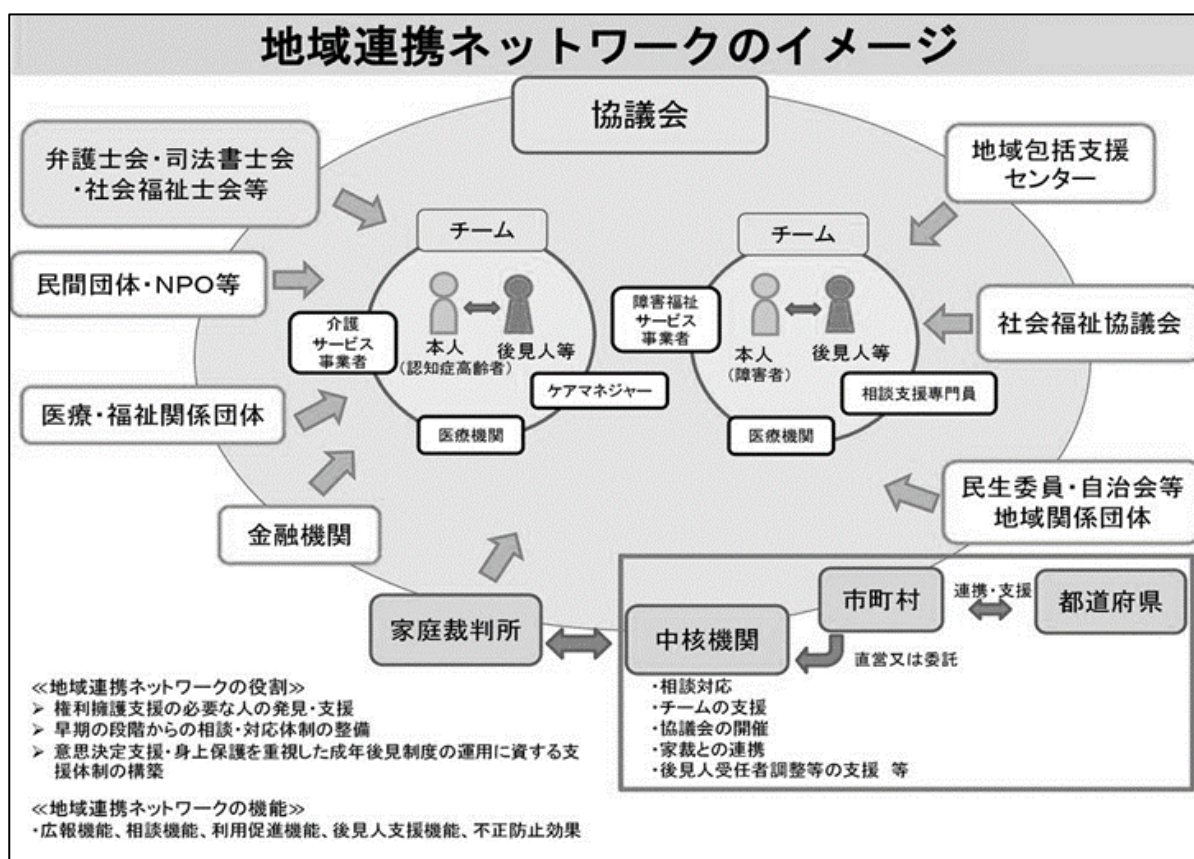 地域連携ネットワークのイメージ
協議会
弁護士会・司法書士会
・社会福祉士会等
地域包括支援
センター
チーム
チーム
民間団体・NPO等
介護
サービス
事業者
本人
(認知症高齢者)
後見人等
障害福祉
サービス
事業者
本人
(障害者)
後見人等
社会福祉協議会
ケアマネジャー
相談支援専門員
医療・福祉関係団体
医療機関
医療機関
金融機関
民生委員・自治会等
地域関係団体
家庭裁判所
中核機関
市町村
連携・支援
都道府県
直営又は委託
・相談対応
・チームの支援
・協議会の開催
・家裁との連携
・後見人受任者調整等の支援 等
≪地域連携ネットワークの役割≫
➢ 権利擁護支援の必要な人の発見・支援
➢ 早期の段階からの相談・対応体制の整備
➢ 意思決定支援・身上保護を重視した成年後見制度の運用に資する支
援体制の構築
≪地域連携ネットワークの機能≫
・広報機能、相談機能、利用促進機能、後見人支援機能、不正防止効果